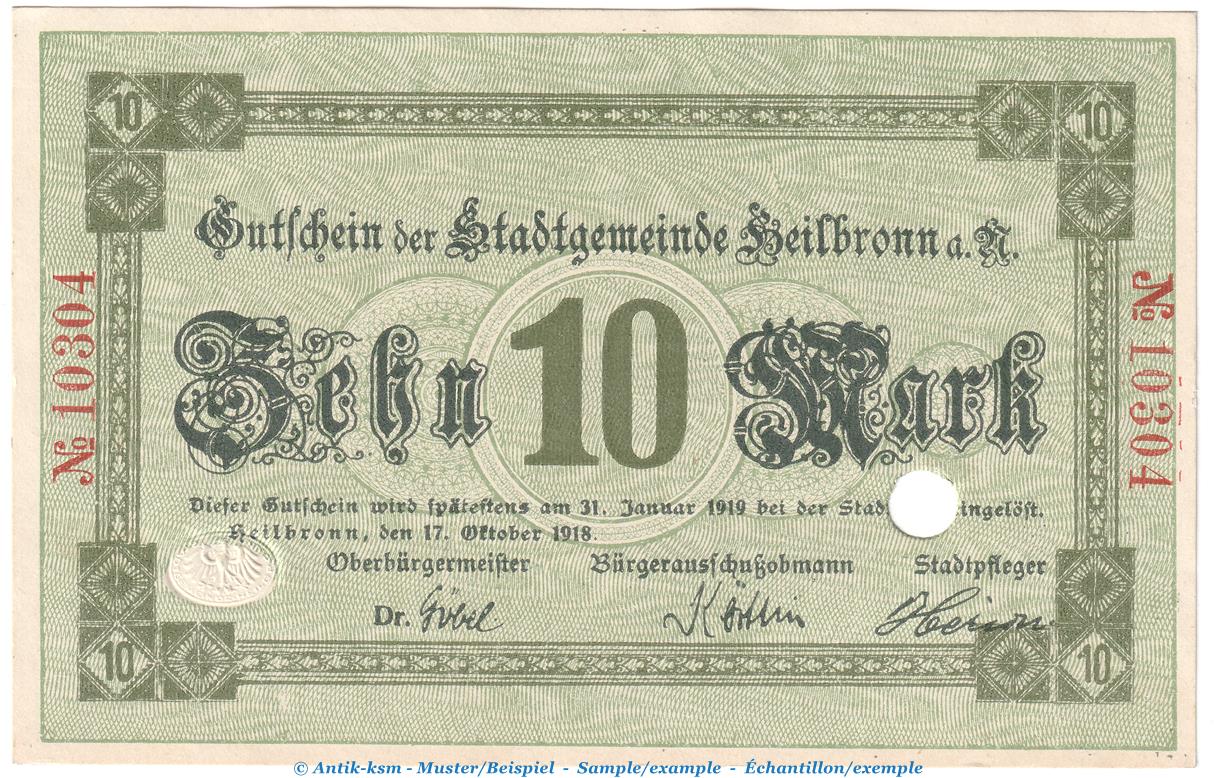 10
10
Gutschein der Stadtgemeinde Heilbronn a. N.
Zehn 10 Mark
№ 10304
№ 10304
Dieser Gutschein wird spätestens am 31. Januar 1919 bei der Stad ingelöst.
Heilbronn, den 17. Oktober 1918.
Oberbürgermeister Bürgerausschußobmann Stadtpfleger
Dr. Göbel
10
10
© Antik-ksm - Muster/Beispiel - Sample/example - Échantillon/exemple